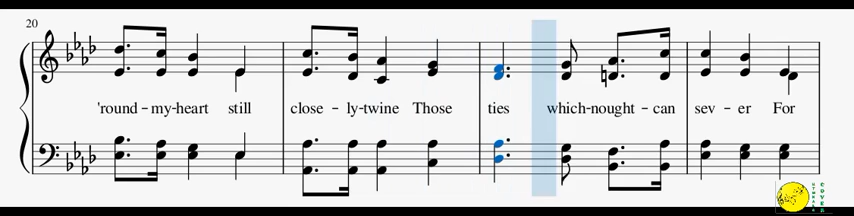 20
'round - my - heart still close - ly - twine Those ties which - nought - can sev - er For